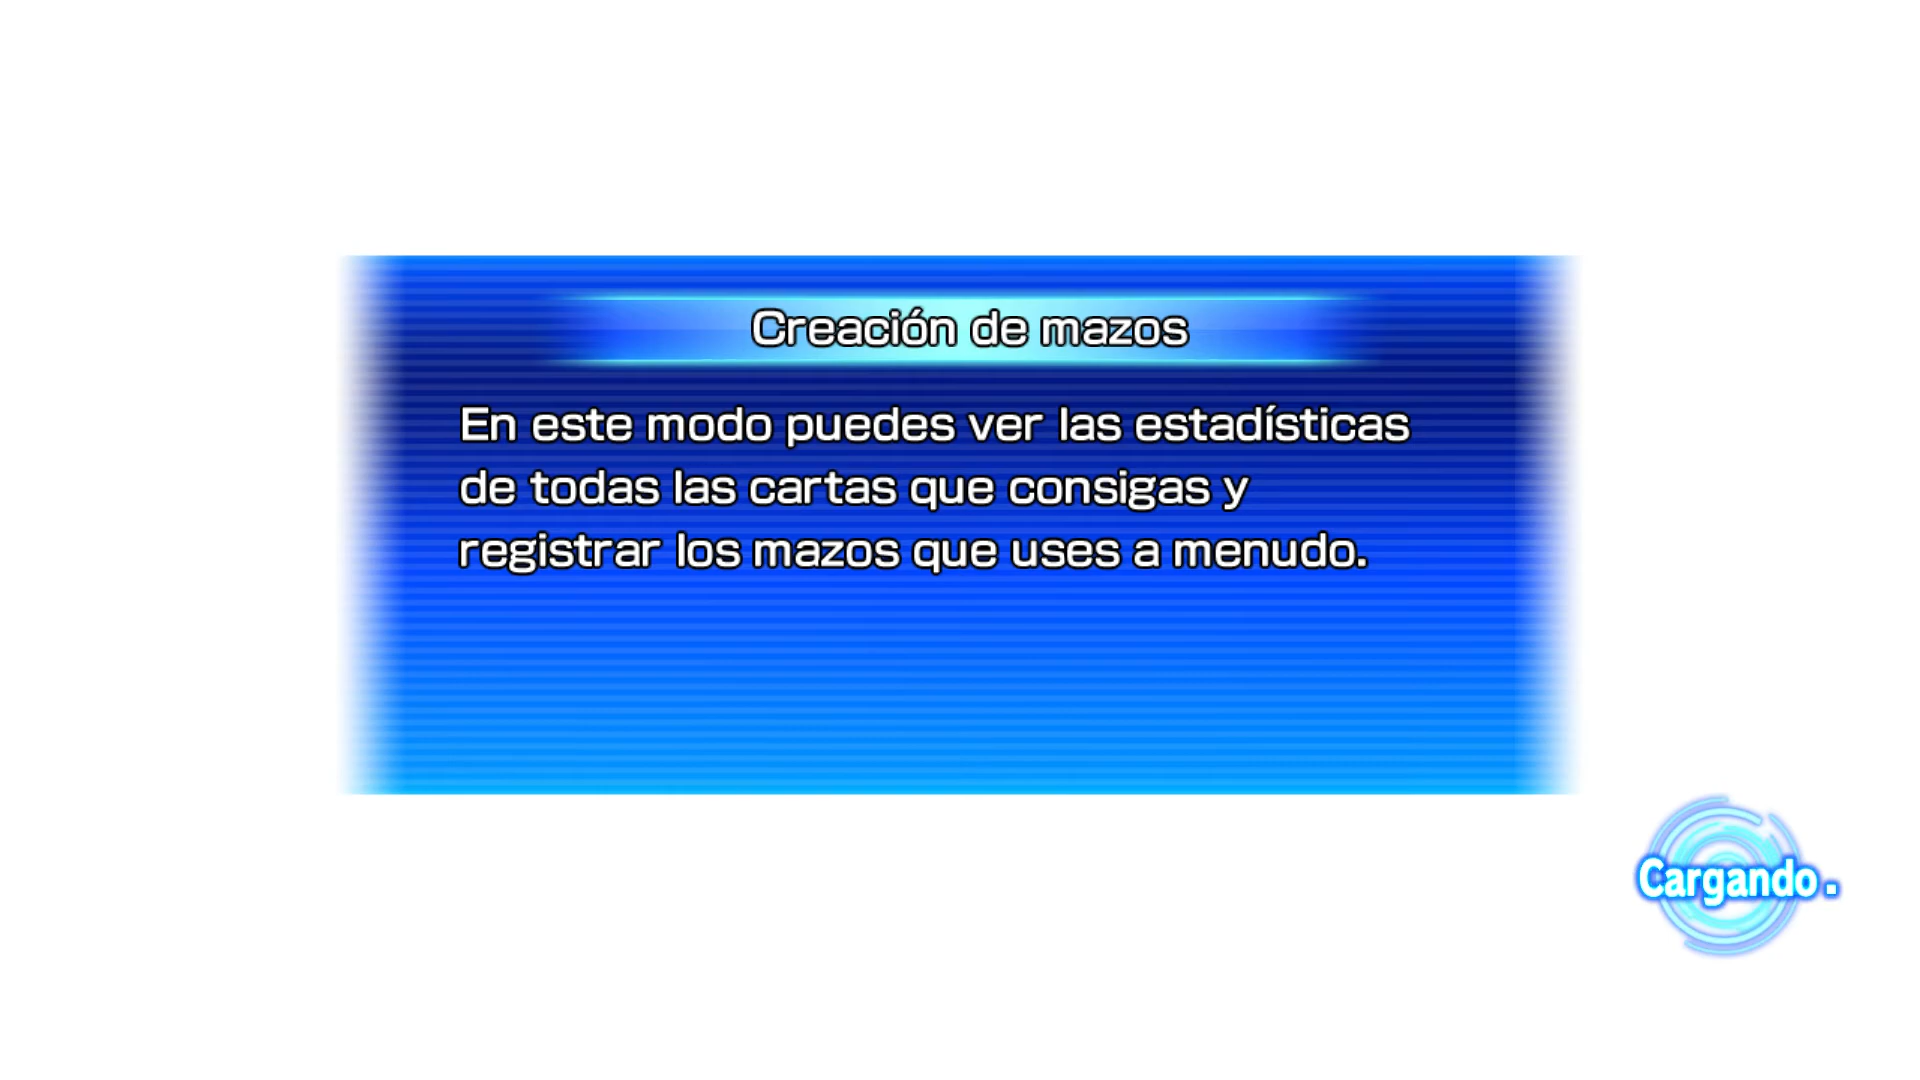 Creación de mazos
En este modo puedes ver las estadísticas
de todas las cartas que consigas y
registrar los mazos que uses a menudo.
Cargando.